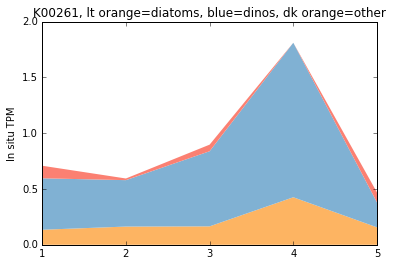 K00261, lt orange=diatoms, blue=dinos, dk orange=other
2.0
1.5
1.0
0.5
0.0
In situ TPM
1 2 3 4 5